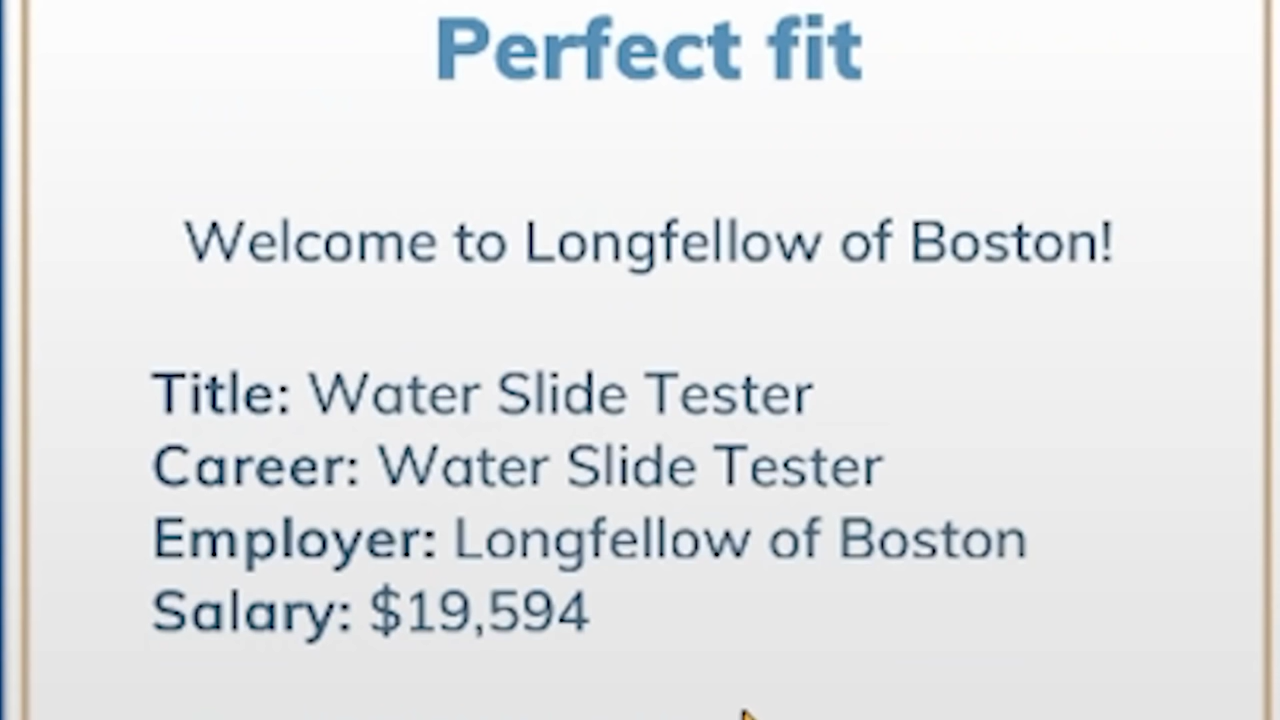 Perfect fit
Welcome to Longfellow of Boston!
Title: Water Slide Tester
Career: Water Slide Tester
Employer: Longfellow of Boston
Salary: $19,594